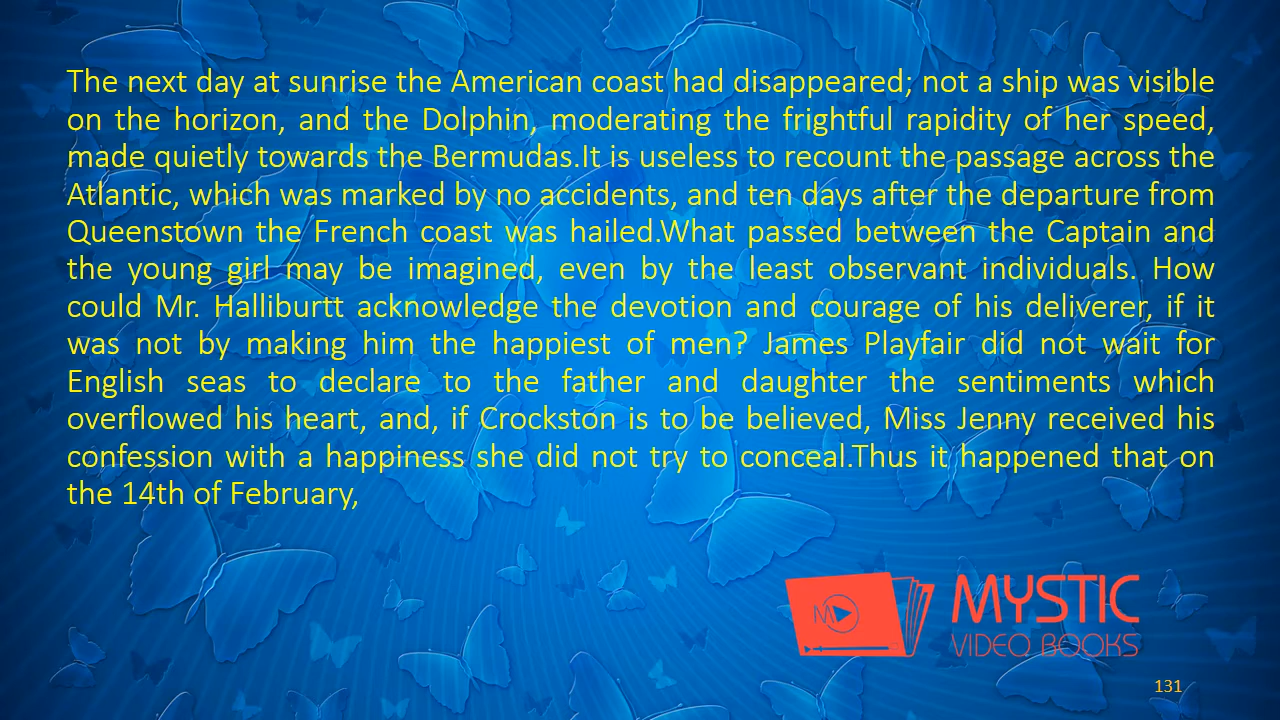 The next day at sunrise the American coast had disappeared; not a ship was visible
on the horizon, and the Dolphin, moderating the frightful rapidity of her speed,
made quietly towards the Bermudas.It is useless to recount the passage across the
Atlantic, which was marked by no accidents, and ten days after the departure from
Queenstown the French coast was hailed.What passed between the Captain and
the young girl may be imagined, even by the least observant individuals. How
could Mr. Halliburtt acknowledge the devotion and courage of his deliverer, if it
was not by making him the happiest of men? James Playfair did not wait for
English seas to declare to the father and daughter the sentiments which
overflowed his heart, and, if Crockston is to be believed, Miss Jenny received his
confession with a happiness she did not try to conceal.Thus it happened that on
the 14th of February,
M
MYSTIC
VIDEO BOOKS
131